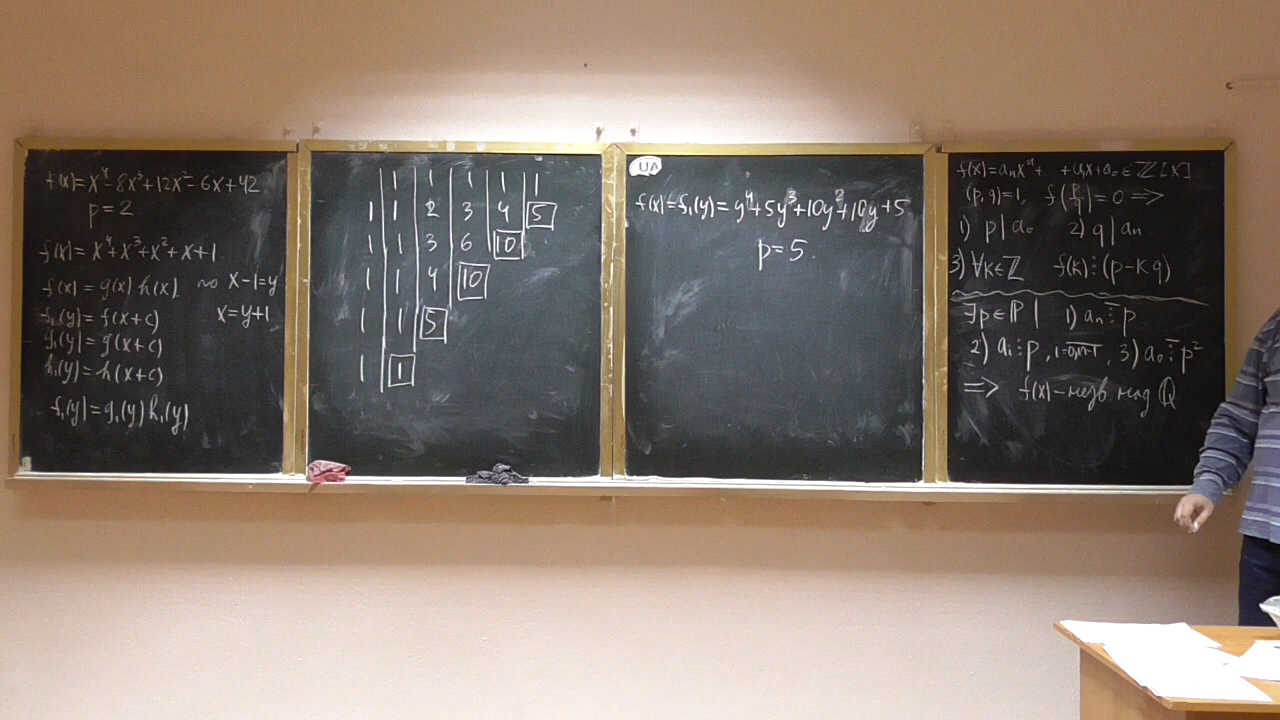 f(x)=x⁴-8x³+12x²-6x+42
p=2
f(x)=x⁴+x³+x²+x+1
f(x)=g(x)h(x). ~> x-1=y
f₁(y)=f(x+c) x=y+1
g₁(y)=g(x+c)
h₁(y)=h(x+c)
f₁(y)=g₁(y)h₁(y)
1 1 1 1 1
1 1 2 3 4 5
1 1 3 6 10
1 1 4 10
1 1 5
1 1
UA
f(x)=f₁(y)=y⁴+5y³+10y²+10y+5
p=5.
f(x)=aₙxⁿ+ +a₁x+a₀∈ℤ[x]
(p,q)=1, f(p/q)=0 =>
1) p|a₀ 2) q|aₙ
3) ∀k∈ℤ f(k)⋮(p-kq)
∃p∈ℙ | 1) aₙ ⋮̅ p
2) aᵢ⋮p, i=0,n-1, 3) a₀ ⋮̅ p²
=> f(x)-незв. над ℚ